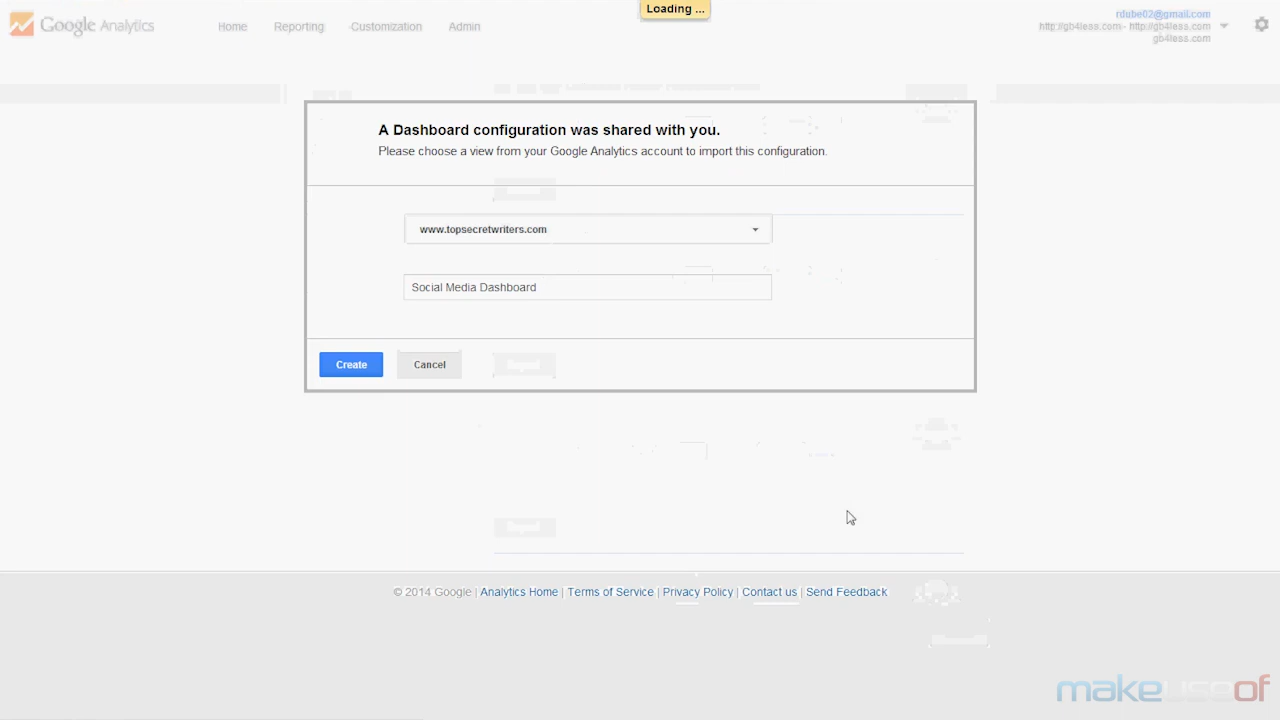 Loading ...
Google Analytics
Home
Reporting
Customization
Admin
rdube02@gmail.com
http://gb4less.com - http://gb4less.com
gb4less.com
A Dashboard configuration was shared with you.
Please choose a view from your Google Analytics account to import this configuration.
www.topsecretwriters.com
Social Media Dashboard
Create
Cancel
© 2014 Google | Analytics Home | Terms of Service | Privacy Policy | Contact us | Send Feedback
makeuseof